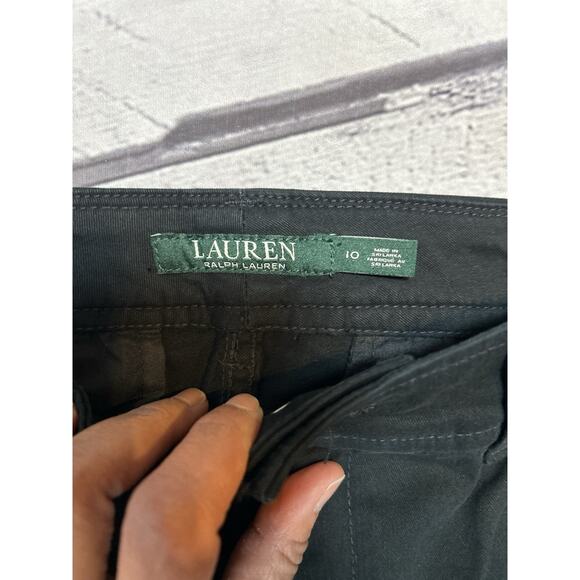 LAUREN
RALPH LAUREN
10
MADE IN
SRI LANKA
FABRIQUÉ AU
SRI LANKA